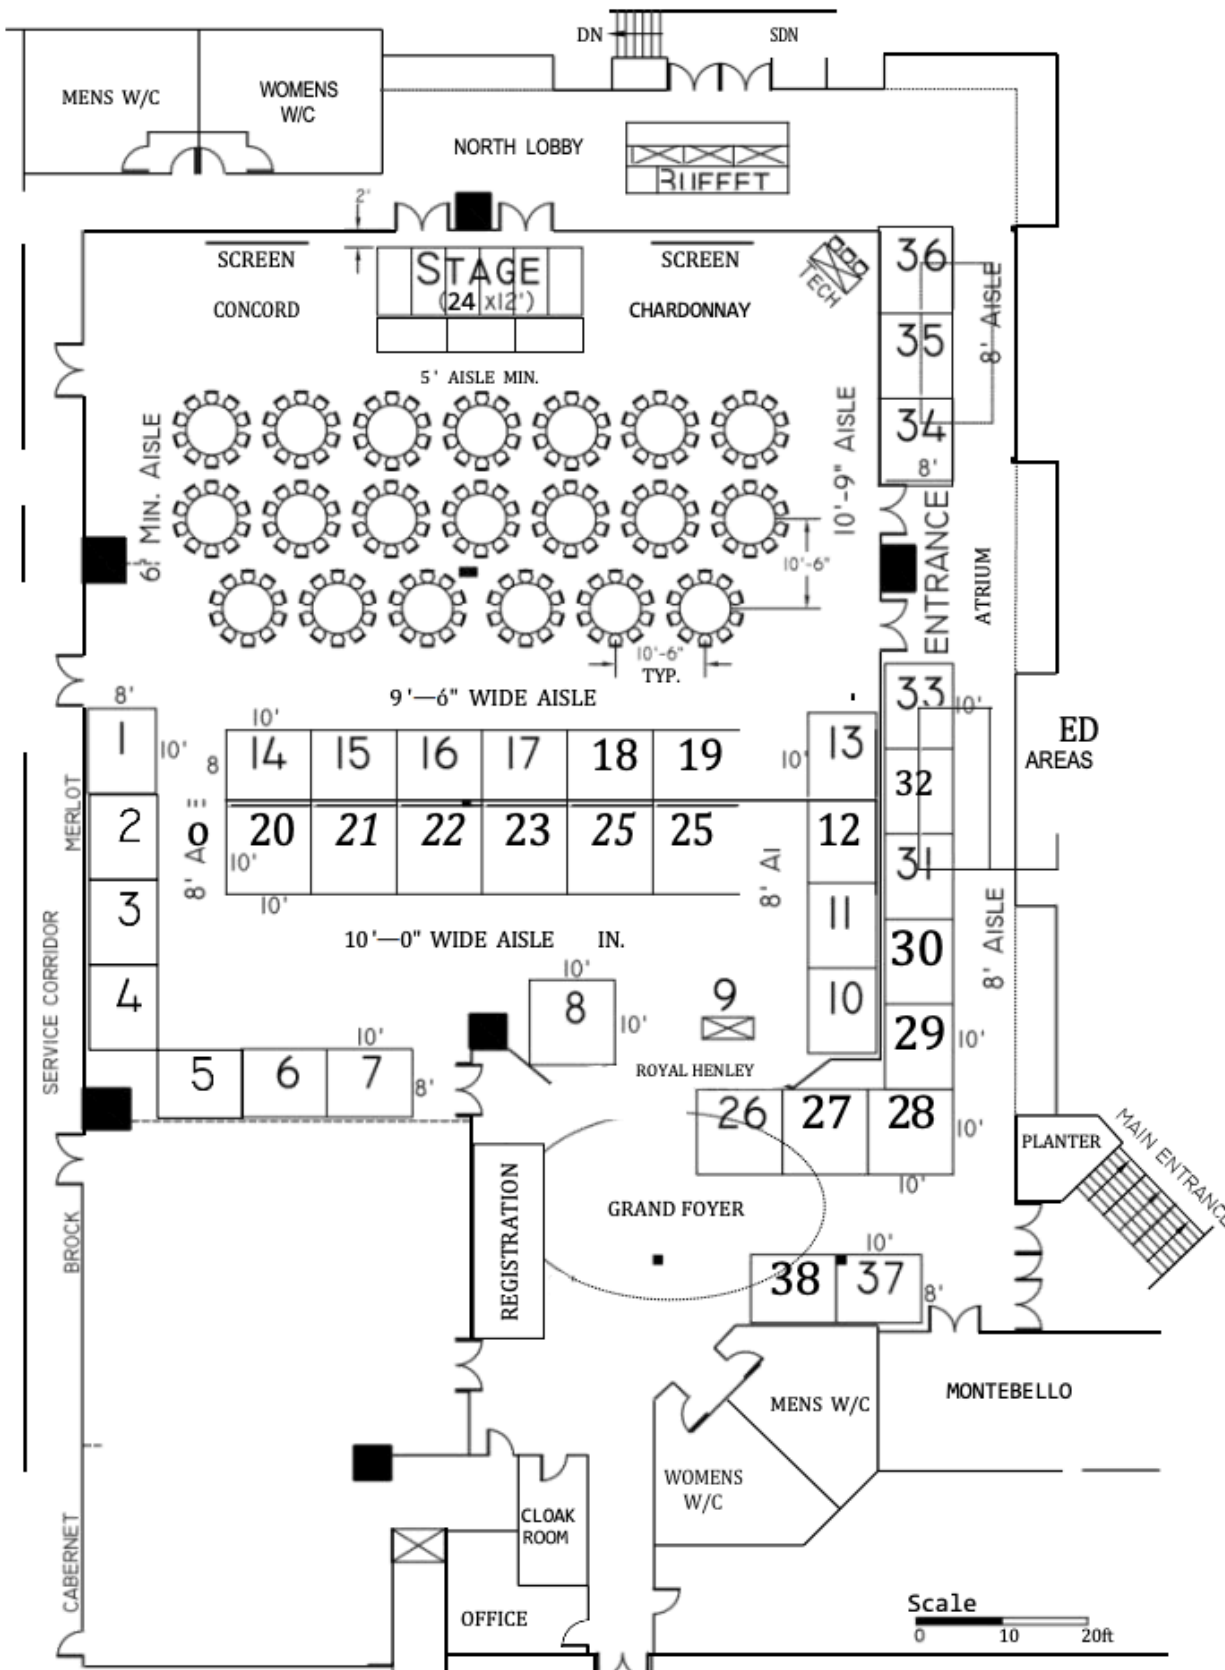 DN
SDN
MENS W/C
WOMENS
W/C
NORTH LOBBY
BUFFET
2'
SCREEN
STAGE
(24 x12')
SCREEN
TECH
CONCORD
CHARDONNAY
36
35
34
8'
8' AISLE
5' AISLE MIN.
6' MIN. AISLE
10'-9" AISLE
ENTRANCE
ATRIUM
10'-6"
10'-6"
TYP.
9'—6" WIDE AISLE
8'
1
10'
2
3
4
MERLOT
SERVICE CORRIDOR
10'
8
14
15
16
17
18
19
20
21
22
23
25
25
10'
10'
o
8' A
8' AI
13
10'
12
11
10
33
10'
32
31
30
29
10'
ED
AREAS
8' AISLE
10'—0" WIDE AISLE IN.
10'
8
10'
9
ROYAL HENLEY
5
6
7
10'
8'
26
27
28
10'
10'
PLANTER
MAIN ENTRANCE
REGISTRATION
GRAND FOYER
BROCK
10'
38
37
8'
MONTEBELLO
MENS W/C
WOMENS
W/C
CLOAK
ROOM
CABERNET
OFFICE
Scale
0 10 20ft